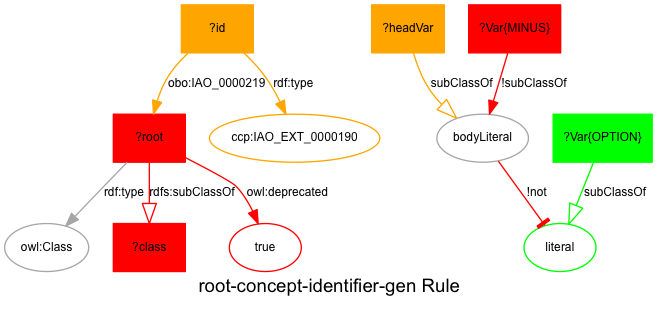 ?id
?headVar
?Var{MINUS}
obo:IAO_0000219
rdf:type
subClassOf
!subClassOf
?root
ccp:IAO_EXT_0000190
bodyLiteral
?Var{OPTION}
rdf:type
rdfs:subClassOf
owl:deprecated
!not
subClassOf
owl:Class
?class
true
literal
root-concept-identifier-gen Rule